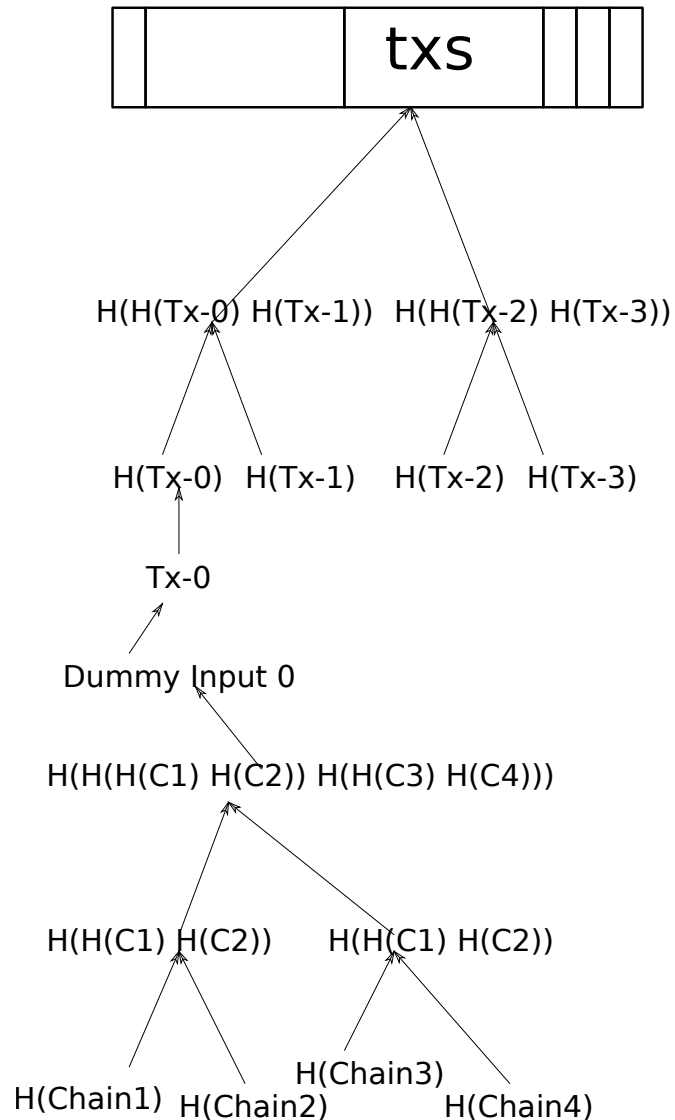 txs
H(H(Tx-0) H(Tx-1)) H(H(Tx-2) H(Tx-3))
H(Tx-0) H(Tx-1) H(Tx-2) H(Tx-3)
Tx-0
Dummy Input 0
H(H(H(C1) H(C2)) H(H(C3) H(C4)))
H(H(C1) H(C2)) H(H(C1) H(C2))
H(Chain1) H(Chain2) H(Chain3) H(Chain4)